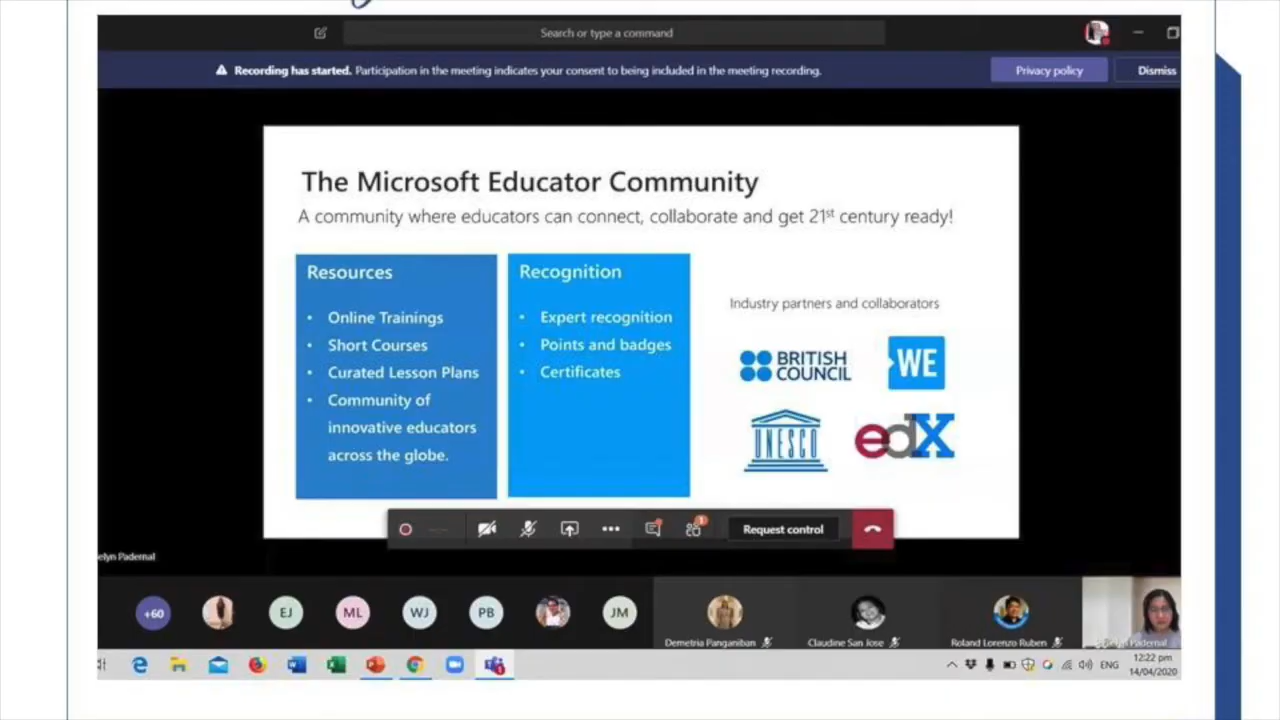 Search or type a command
Recording has started. Participation in the meeting indicates your consent to being included in the meeting recording.
Privacy policy
Dismiss
The Microsoft Educator Community
A community where educators can connect, collaborate and get 21st century ready!
Resources
• Online Trainings
• Short Courses
• Curated Lesson Plans
• Community of
innovative educators
across the globe.
Recognition
• Expert recognition
• Points and badges
• Certificates
Industry partners and collaborators
BRITISH
COUNCIL
WE
UNESCO
edX
1
Request control
elyn Padernal
+60
EJ
ML
WJ
PB
JM
Demetria Panganiban
Claudine San Jose
Roland Lorenzo Ruben
Padernal
ENG
12:22 pm
14/04/2020